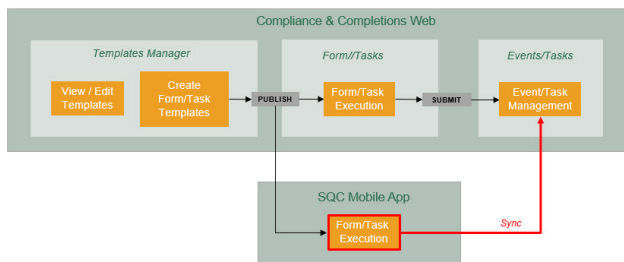 Compliance & Completions Web
Templates Manager
Form//Tasks
Events/Tasks
View / Edit
Templates
Create
Form/Task
Templates
PUBLISH
Form/Task
Execution
SUBMIT
Event/Task
Management
SQC Mobile App
Form/Task
Execution
Sync